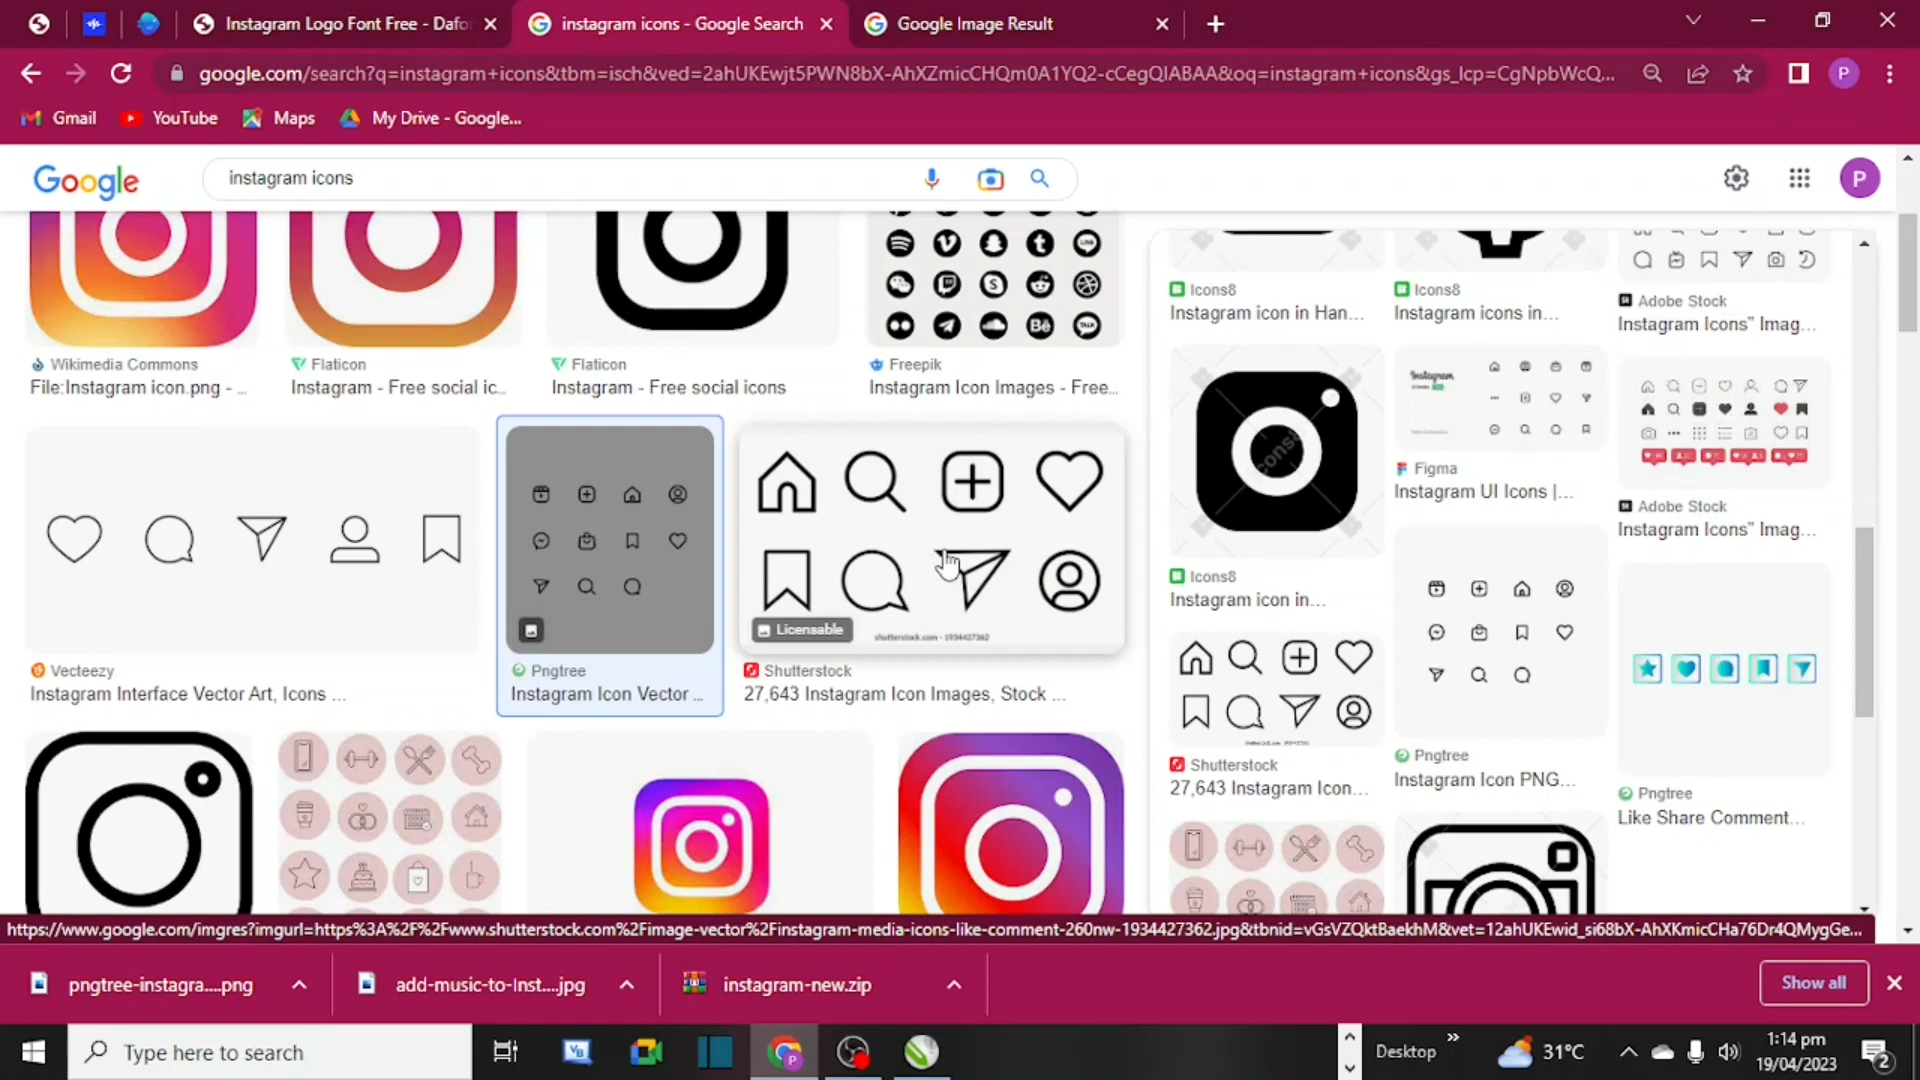 Instagram Logo Font Free - Dafo
instagram icons - Google Search
Google Image Result
google.com/search?q=instagram+icons&tbm=isch&ved=2ahUKEwjt5PWN8bX-AhXZmicCHQm0A1YQ2-cCegQIABAA&oq=instagram+icons&gs_lcp=CgNpbWcQ...
P
Gmail
YouTube
Maps
My Drive - Google...
Google
instagram icons
P
Wikimedia Commons
File:Instagram icon.png - ...
Flaticon
Instagram - Free social ic...
Flaticon
Instagram - Free social icons
Freepik
Instagram Icon Images - Free...
Icons8
Instagram icon in Han...
Icons8
Instagram icons in...
Adobe Stock
Instagram Icons" Imag...
Vecteezy
Instagram Interface Vector Art, Icons ...
Pngtree
Instagram Icon Vector ...
Licensable
shutterstock.com · 1934427362
Shutterstock
27,643 Instagram Icon Images, Stock ...
Icons8
Instagram icon in...
Instagram
Figma
Instagram UI Icons |...
Adobe Stock
Instagram Icons" Imag...
Shutterstock
27,643 Instagram Icon...
Pngtree
Instagram Icon PNG...
Pngtree
Like Share Comment...
https://www.google.com/imgres?imgurl=https%3A%2F%2Fwww.shutterstock.com%2Fimage-vector%2Finstagram-media-icons-like-comment-260nw-1934427362.jpg&tbnid=vGsVZQktBaekhM&vet=12ahUKEwid_si68bX-AhXKmicCHa76Dr4QMygGe...
pngtree-instagra....png
add-music-to-Inst....jpg
instagram-new.zip
Show all
Type here to search
Desktop
31°C
1:14 pm
19/04/2023
2